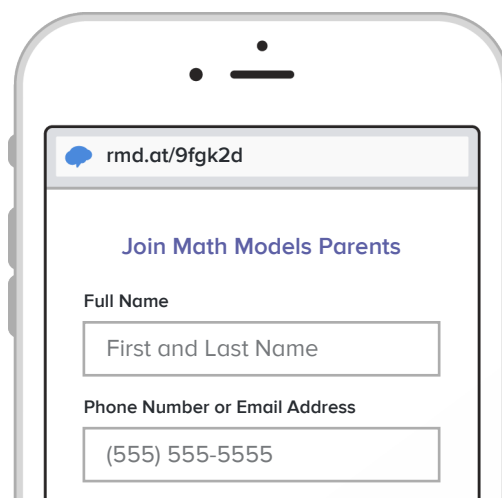 rmd.at/9fgk2d
Join Math Models Parents
Full Name
First and Last Name
Phone Number or Email Address
(555) 555-5555